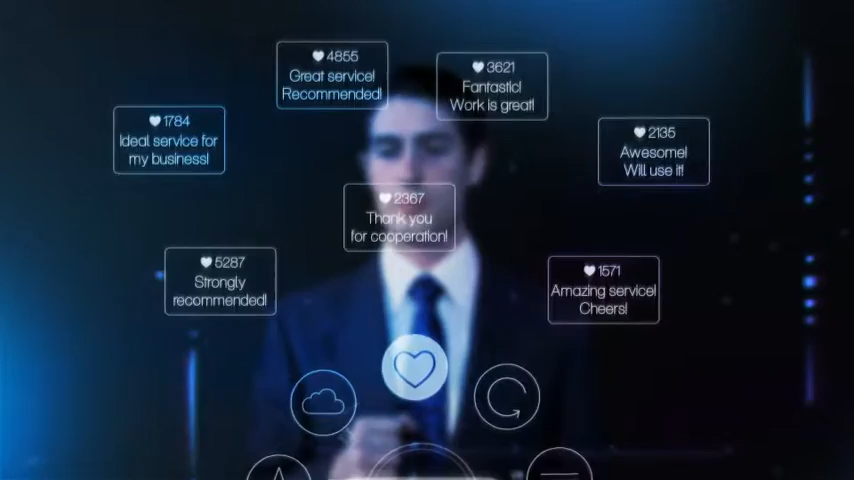 4855
Great service!
Recommended!
3621
Fantastic!
Work is great!
1784
Ideal service for
my business!
2135
Awesome!
Will use it!
2367
Thank you
for cooperation!
5287
Strongly
recommended!
1571
Amazing service!
Cheers!